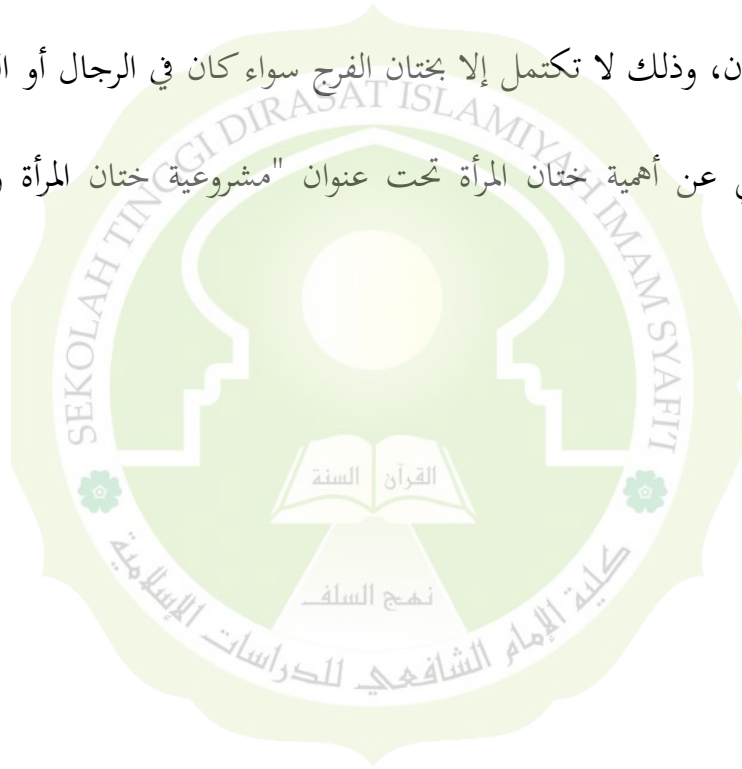 ن، وذلك لا تكتمل إلا بختان الفرج سواء كان في الرجال أو
عن أهمية ختان المرأة تحت عنوان "مشروعية ختان المرأة
SEKOLAH TINGGI DIRASAT ISLAMIYAH IMAM SYAFI'I
القرآن السنة
نهج السلف
كلية الإمام الشافعي للدراسات الإسلامية